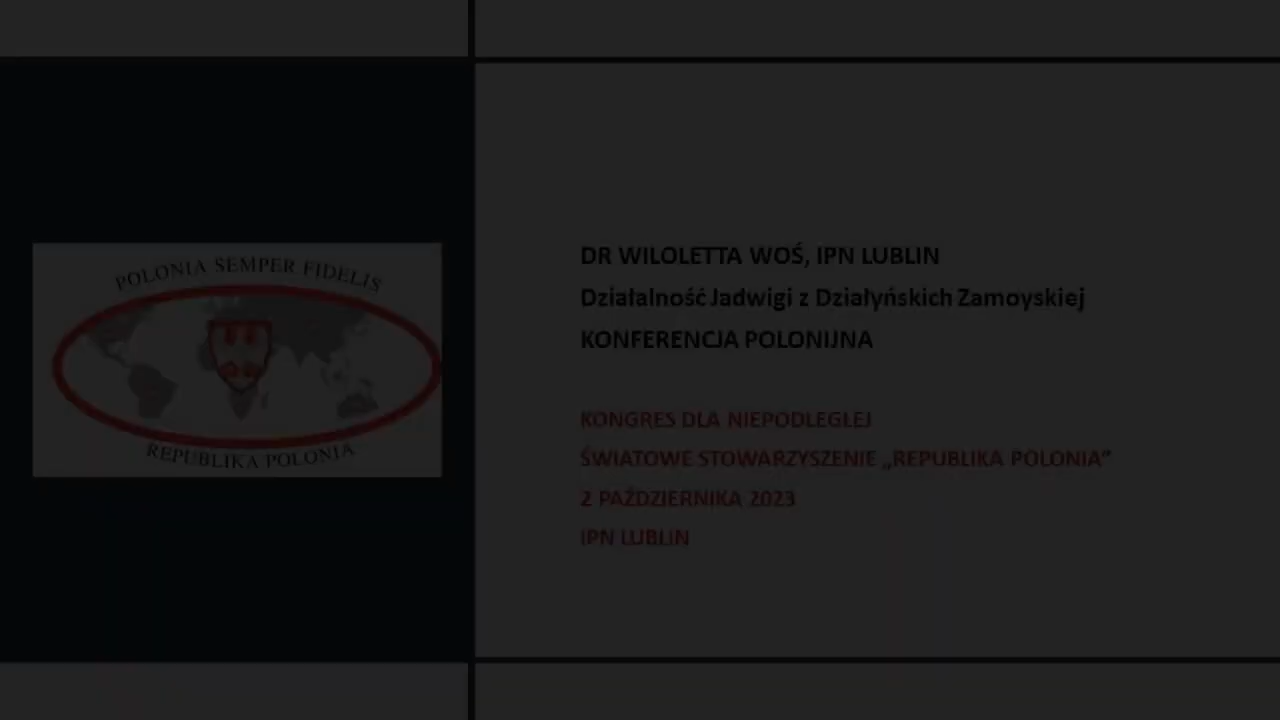 POLONIA SEMPER FIDELIS
REPUBLIKA POLONIA
DR WILOLETTA WOŚ, IPN LUBLIN
Działalność Jadwigi z Działyńskich Zamoyskiej
KONFERENCJA POLONIJNA
KONGRES DLA NIEPODLEGLEJ
ŚWIATOWE STOWARZYSZENIE „REPUBLIKA POLONIA”
2 PAŹDZIERNIKA 2023
IPN LUBLIN